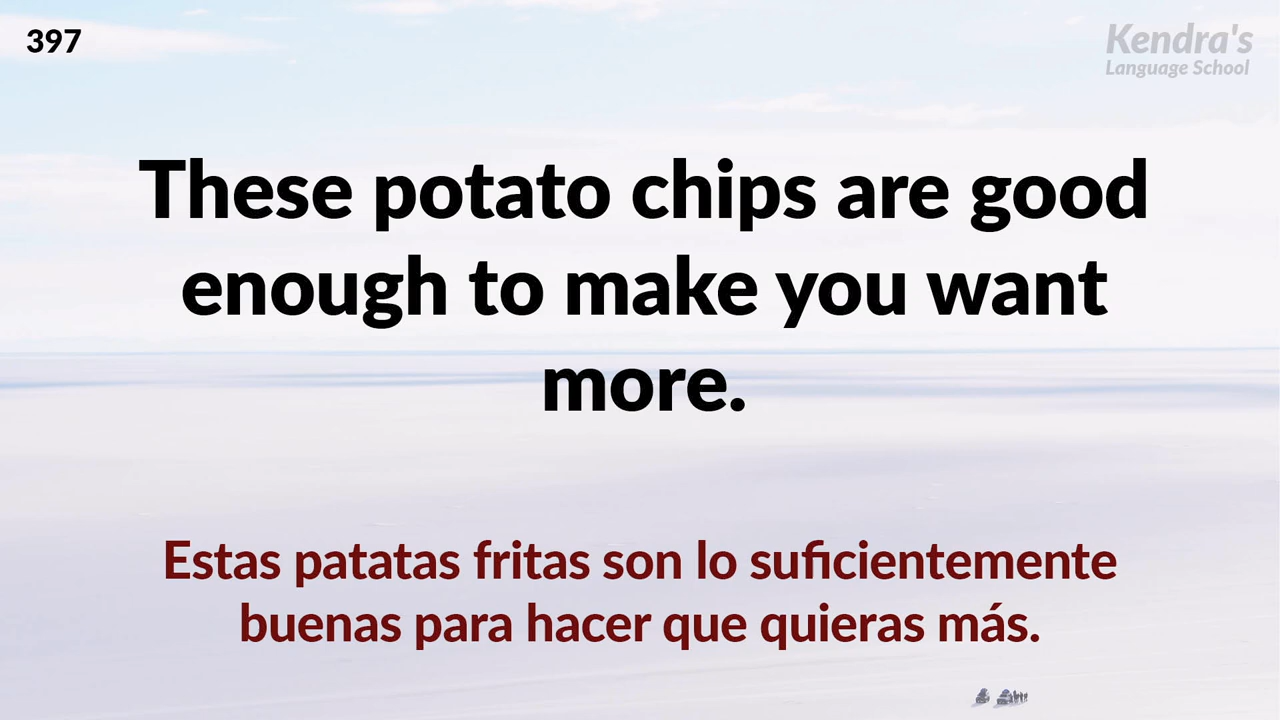 397
Kendra's
Language School
These potato chips are good
enough to make you want
more.
Estas patatas fritas son lo suficientemente
buenas para hacer que quieras más.